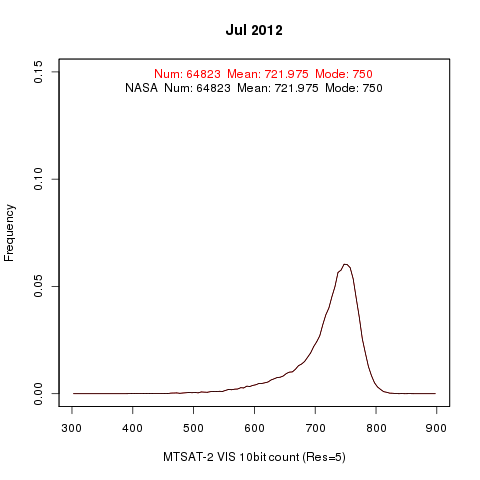 Jul 2012
Num: 64823 Mean: 721.975 Mode: 750
NASA Num: 64823 Mean: 721.975 Mode: 750
Frequency
0.15
0.10
0.05
0.00
300 400 500 600 700 800 900
MTSAT-2 VIS 10bit count (Res=5)